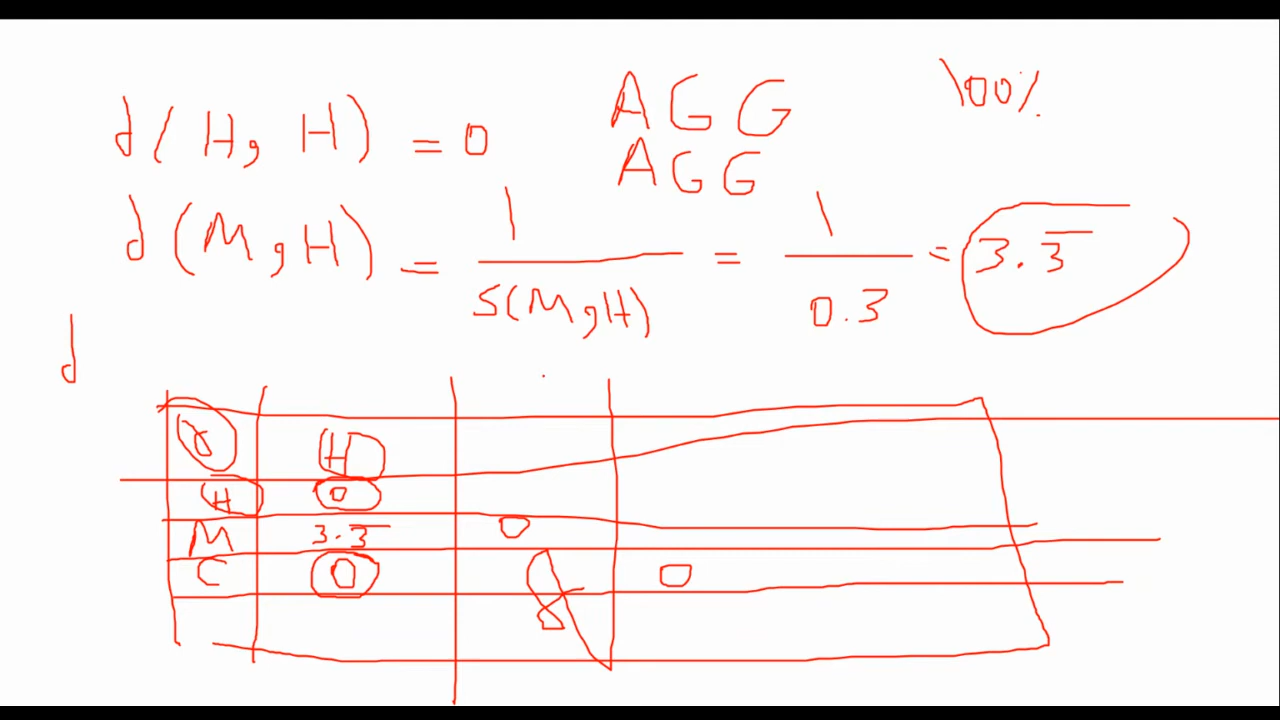 d(H, H) = 0 AGG 100%
AGG
d(M,H) = 1/S(M,H) = 1/0.3 = 3.3̅
d
γ H
H 0
M 3.3̅ 0
C 0 0